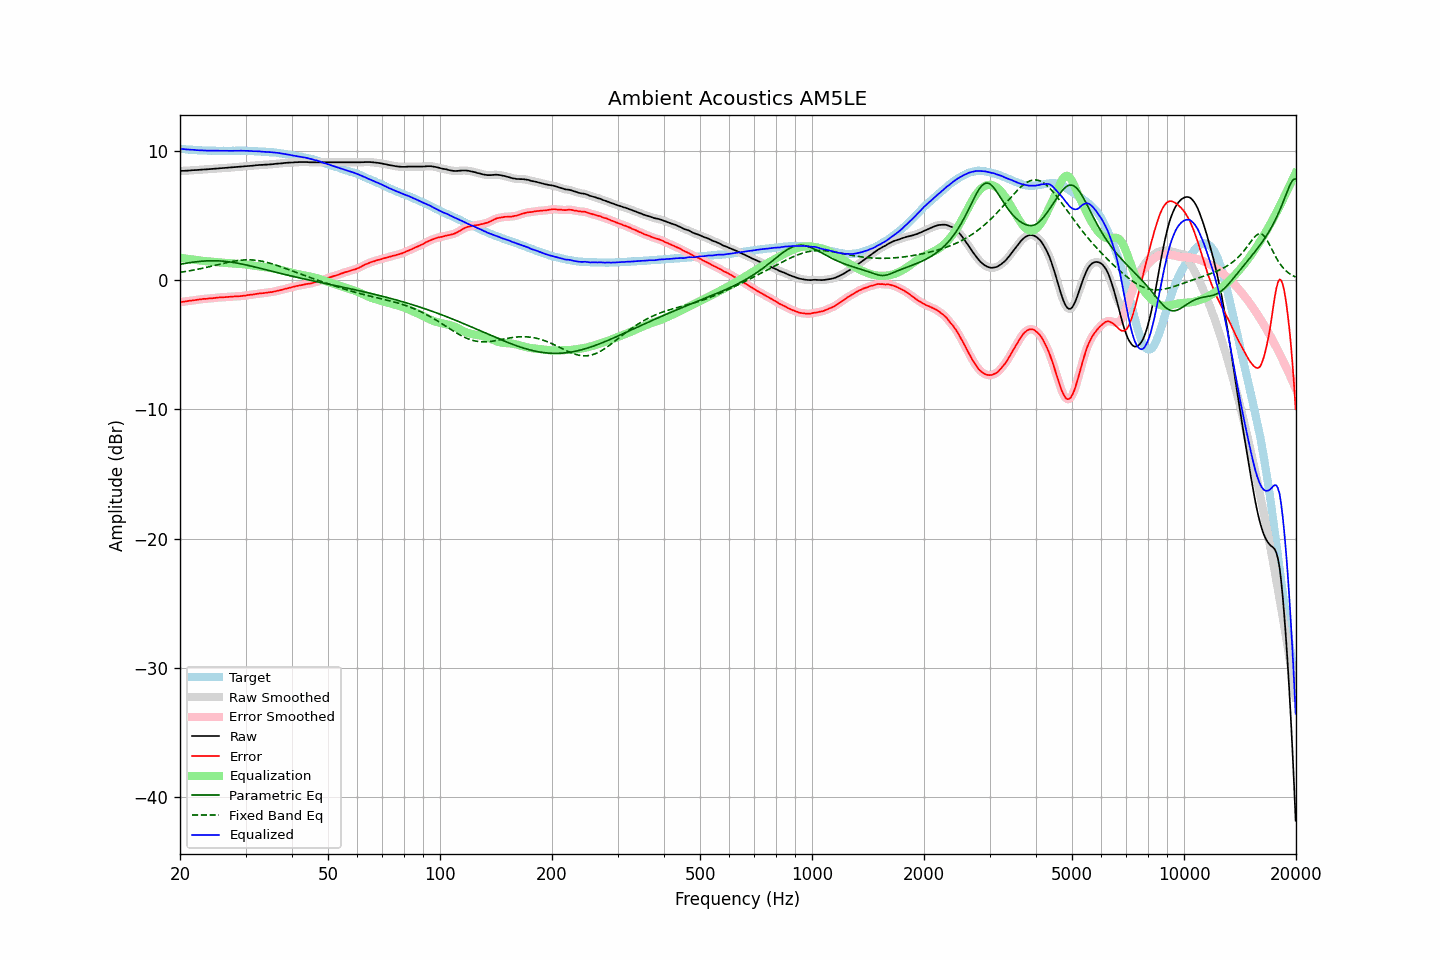 Ambient Acoustics AM5LE
Amplitude (dBr)
10
0
−10
−20
−30
−40
Target
Raw Smoothed
Error Smoothed
Raw
Error
Equalization
Parametric Eq
Fixed Band Eq
Equalized
20 50 100 200 500 1000 2000 5000 10000 20000
Frequency (Hz)